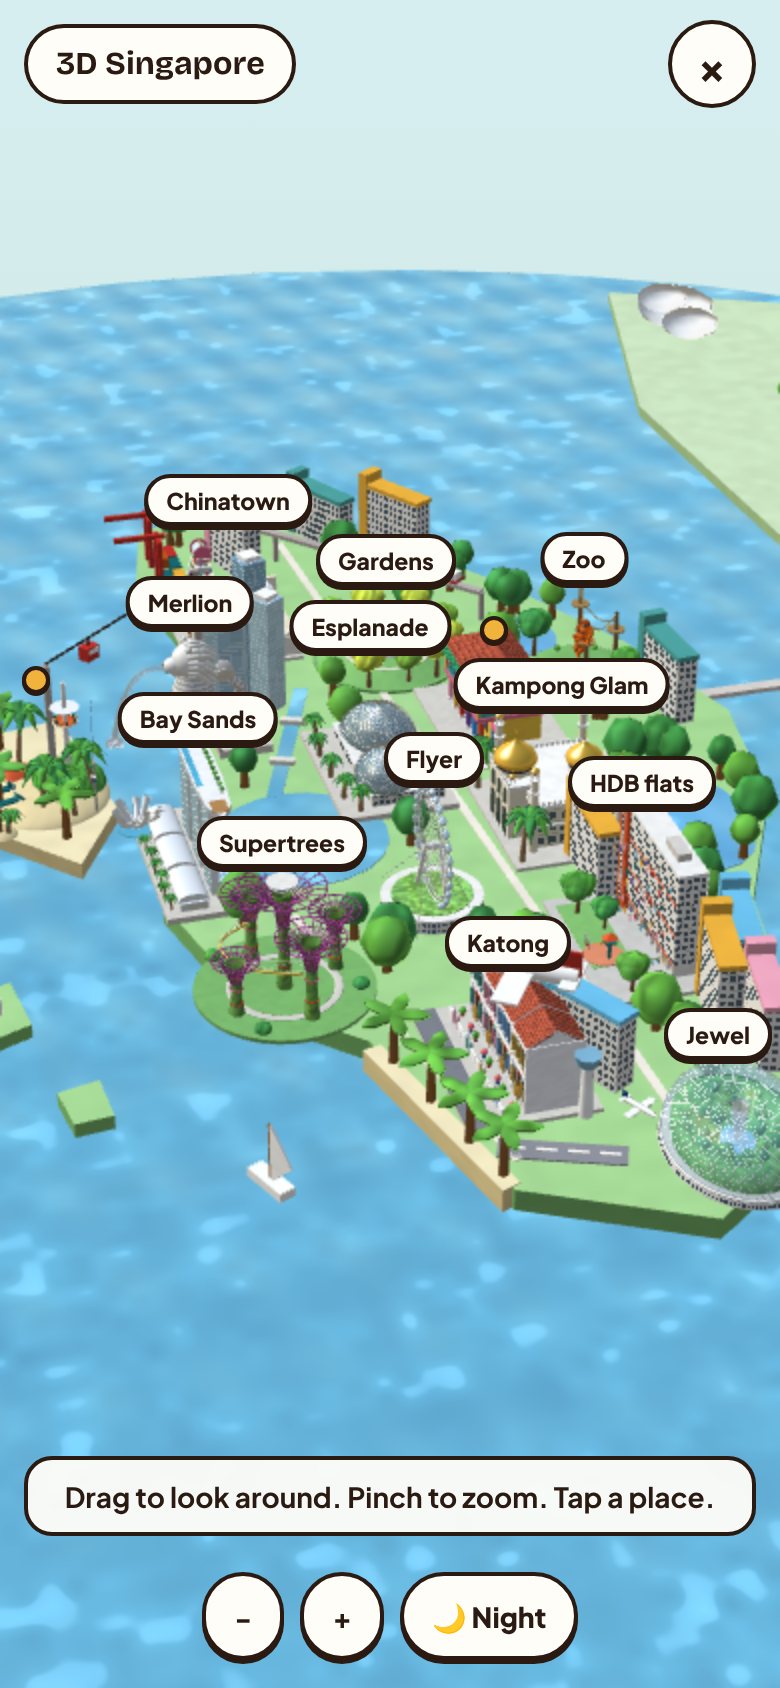 3D Singapore
×
Chinatown
Gardens
Zoo
Merlion
Esplanade
Kampong Glam
Bay Sands
Flyer
HDB flats
Supertrees
Katong
Jewel
Drag to look around. Pinch to zoom. Tap a place.
−
+
🌙 Night